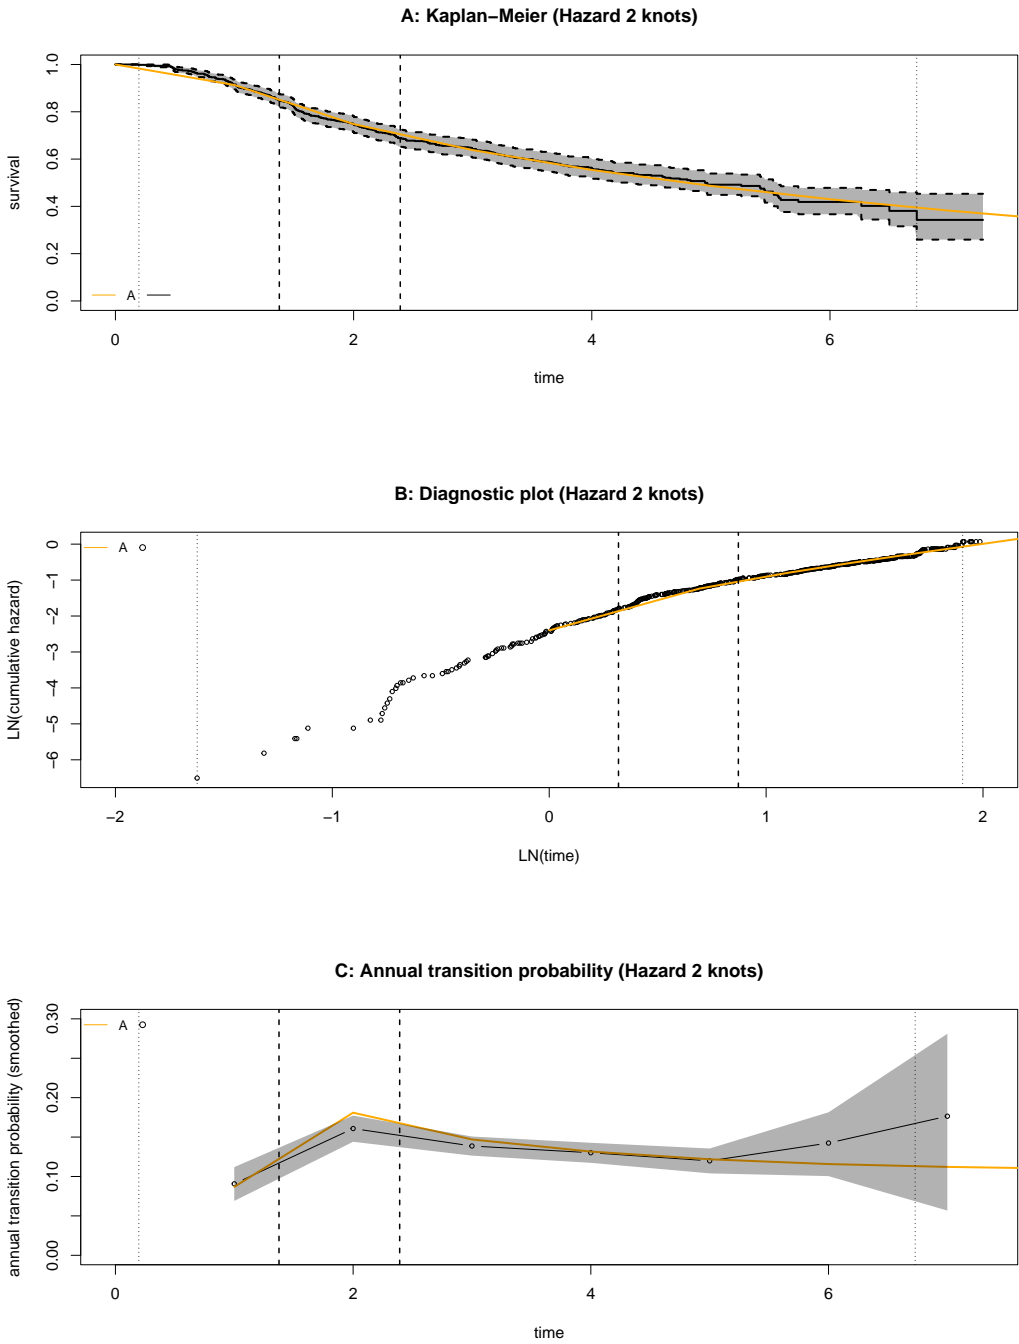 A: Kaplan−Meier (Hazard 2 knots)
survival
1.0
0.8
0.6
0.4
0.2
0.0
A
0 2 4 6
time
B: Diagnostic plot (Hazard 2 knots)
LN(cumulative hazard)
0
−1
−2
−3
−4
−5
−6
A
−2 −1 0 1 2
LN(time)
C: Annual transition probability (Hazard 2 knots)
annual transition probability (smoothed)
0.30
0.20
0.10
0.00
A
0 2 4 6
time